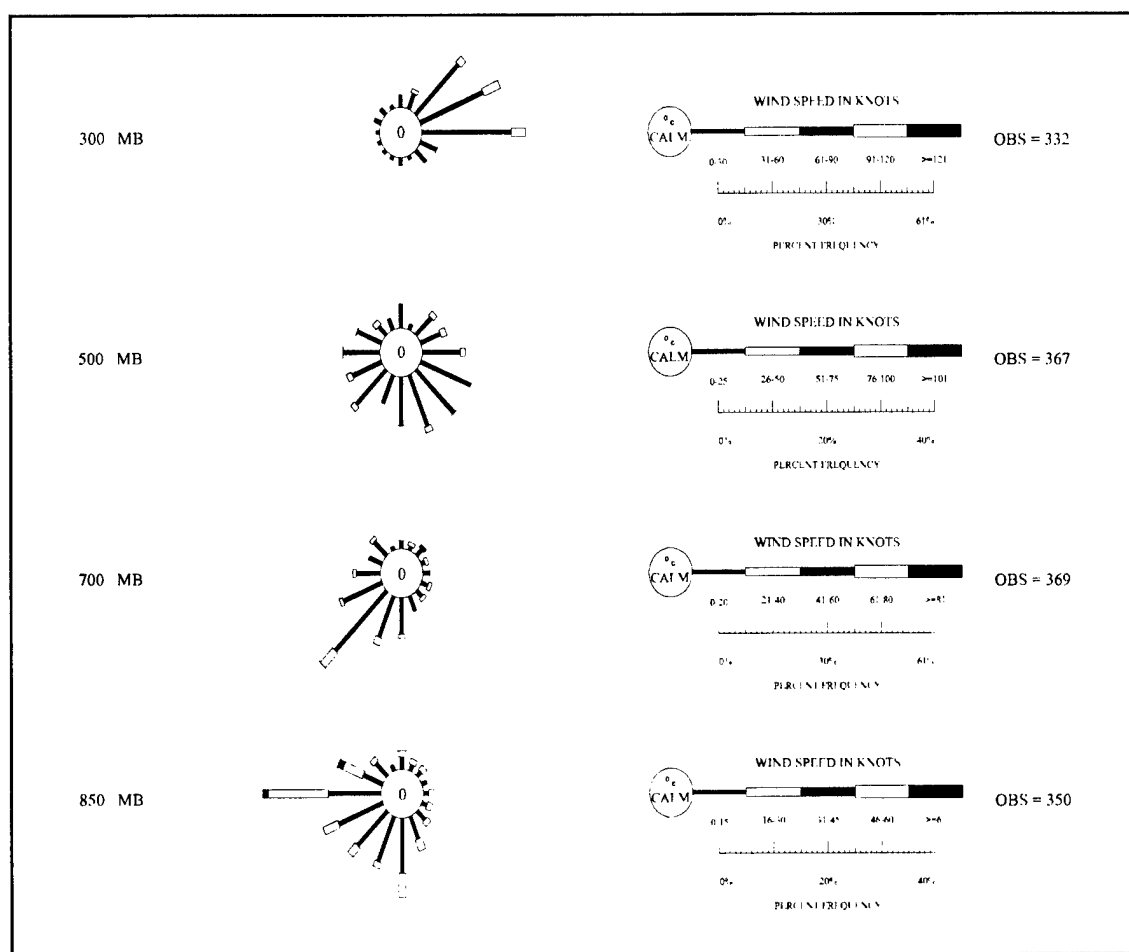 WIND SPEED IN KNOTS
300 MB
0
% CALM
OBS = 332
0-30 31-60 61-90 91-120 >=121
0% 30% 61%
PERCENT FREQUENCY
WIND SPEED IN KNOTS
500 MB
0
% CALM
OBS = 367
0-25 26-50 51-75 76-100 >=101
0% 20% 40%
PERCENT FREQUENCY
WIND SPEED IN KNOTS
700 MB
0
% CALM
OBS = 369
0-20 21-40 41-60 61-80 >=81
0% 30% 61%
PERCENT FREQUENCY
WIND SPEED IN KNOTS
850 MB
0
% CALM
OBS = 350
0-15 16-30 31-45 46-60 >=6
0% 20% 40%
PERCENT FREQUENCY